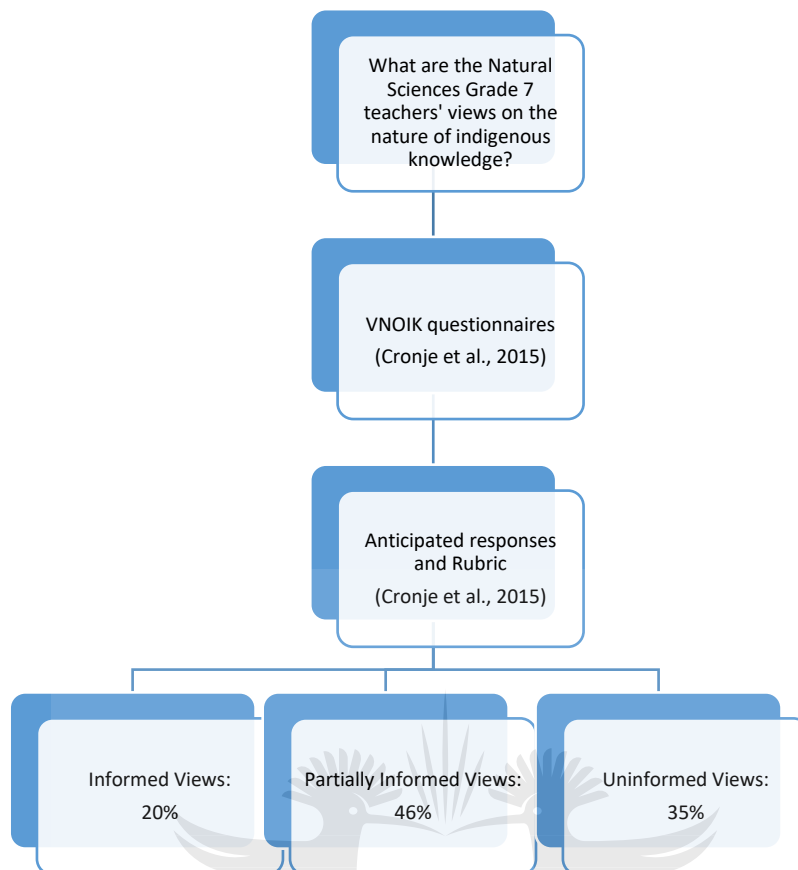 What are the Natural
Sciences Grade 7
teachers' views on the
nature of indigenous
knowledge?
VNOIK questionnaires
(Cronje et al., 2015)
Anticipated responses
and Rubric
(Cronje et al., 2015)
Informed Views:
20%
Partially Informed Views:
46%
Uninformed Views:
35%